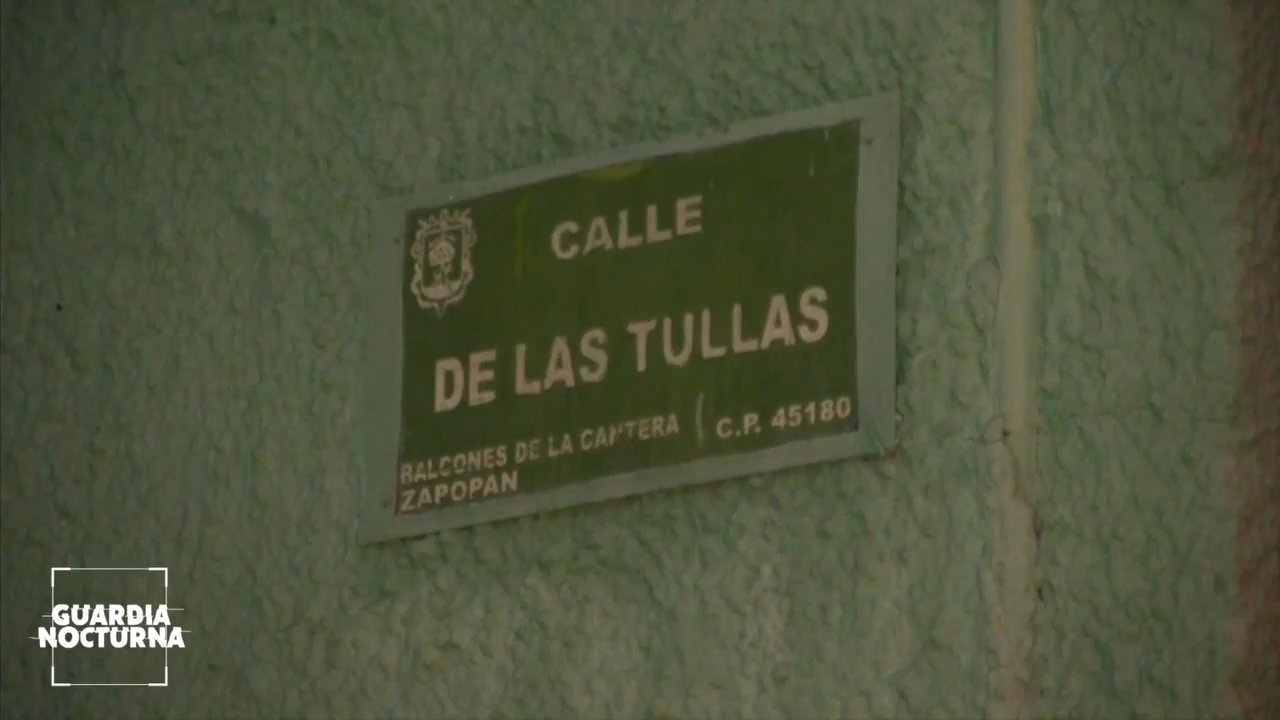 CALLE
DE LAS TULLAS
BALCONES DE LA CANTERA C.P. 45180
ZAPOPAN
GUARDIA
NOCTURNA